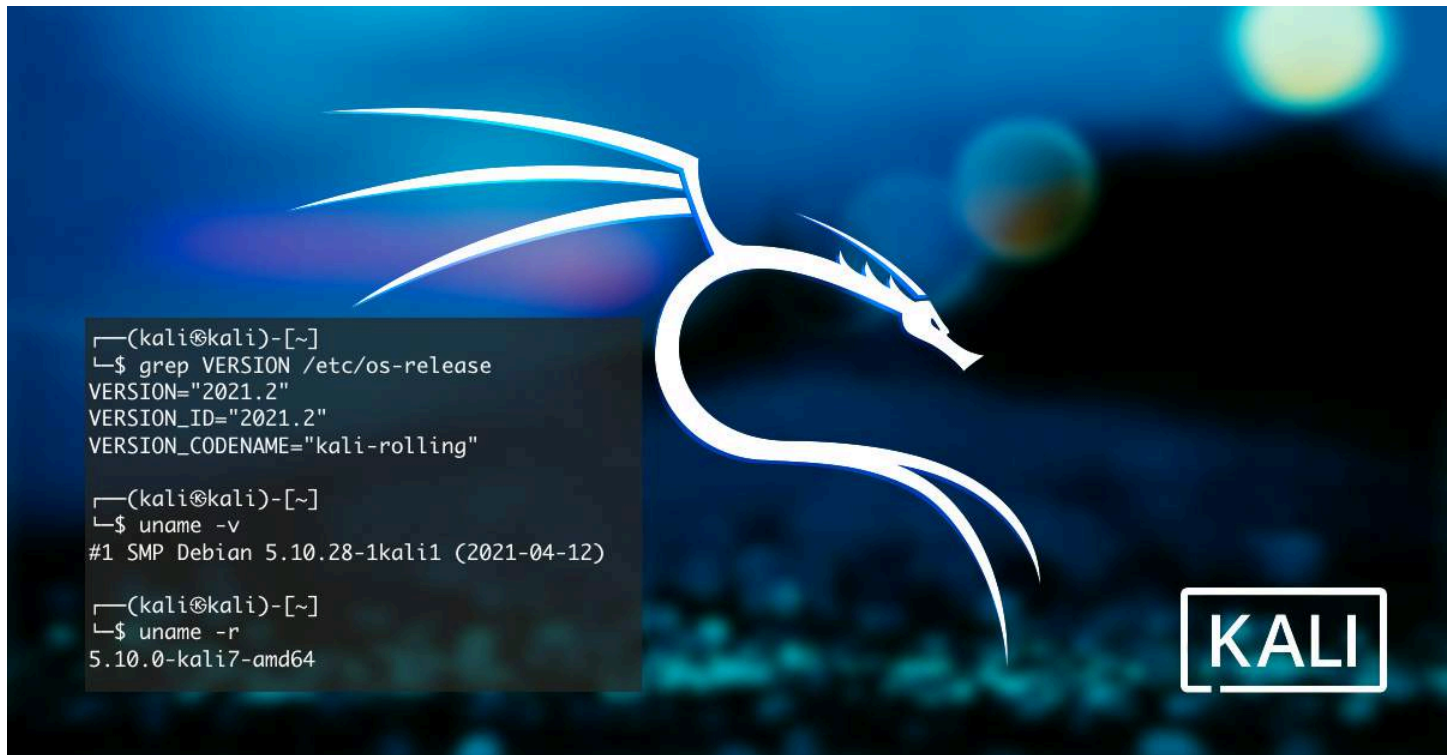 ┌──(kali㉿kali)-[~]
└─$ grep VERSION /etc/os-release
VERSION="2021.2"
VERSION_ID="2021.2"
VERSION_CODENAME="kali-rolling"
┌──(kali㉿kali)-[~]
└─$ uname -v
#1 SMP Debian 5.10.28-1kali1 (2021-04-12)
┌──(kali㉿kali)-[~]
└─$ uname -r
5.10.0-kali7-amd64
KALI